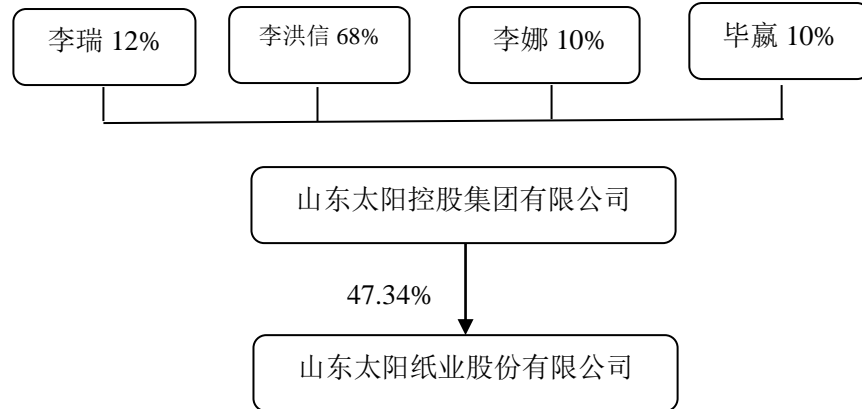 李瑞 12%
李洪信 68%
李娜 10%
毕嬴 10%
山东太阳控股集团有限公司
47.34%
山东太阳纸业股份有限公司